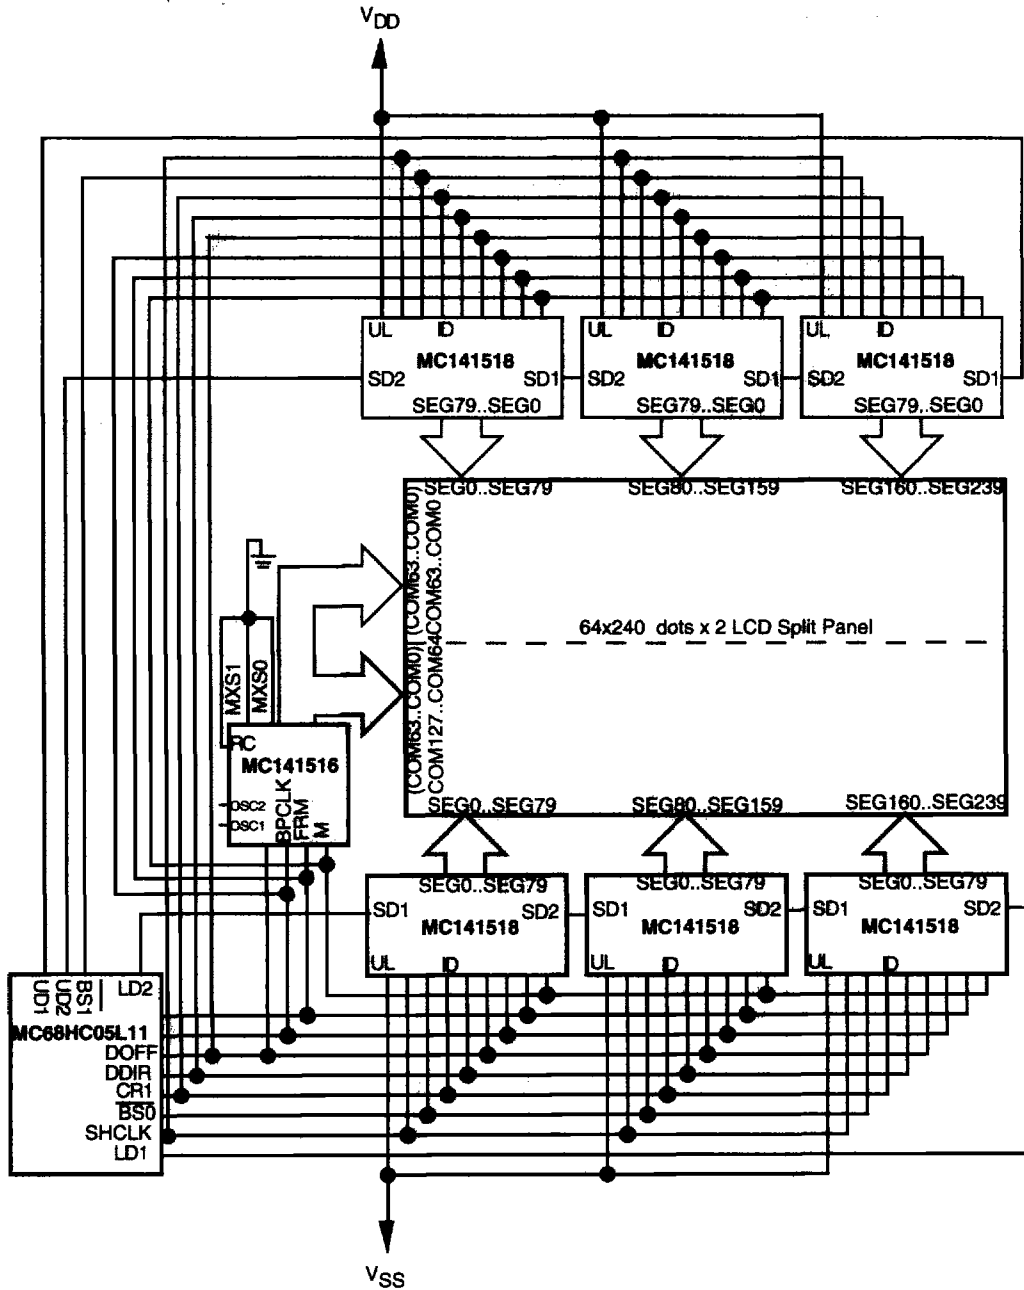 VDD
UL ID
MC141518
SD2 SD1
SEG79..SEG0
UL ID
MC141518
SD2 SD1
SEG79..SEG0
UL ID
MC141518
SD2 SD1
SEG79..SEG0
SEG0..SEG79 SEG80..SEG159 SEG160..SEG239
(COM63..COM0)(COM63..COM0)
COM127..COM64COM63..COM0
64x240 dots x 2 LCD Split Panel
SEG0..SEG79 SEG80..SEG159 SEG160..SEG239
MXS1
MXS0
RC
MC141516
OSC2
OSC1
BPCLK
FRM
M
SEG0..SEG79
SD1 SD2
MC141518
UL ID
SEG0..SEG79
SD1 SD2
MC141518
UL ID
SEG0..SEG79
SD1 SD2
MC141518
UL ID
UD1
UD2
BS1
LD2
MC68HC05L11
DOFF
DDIR
CR1
BS0
SHCLK
LD1
VSS